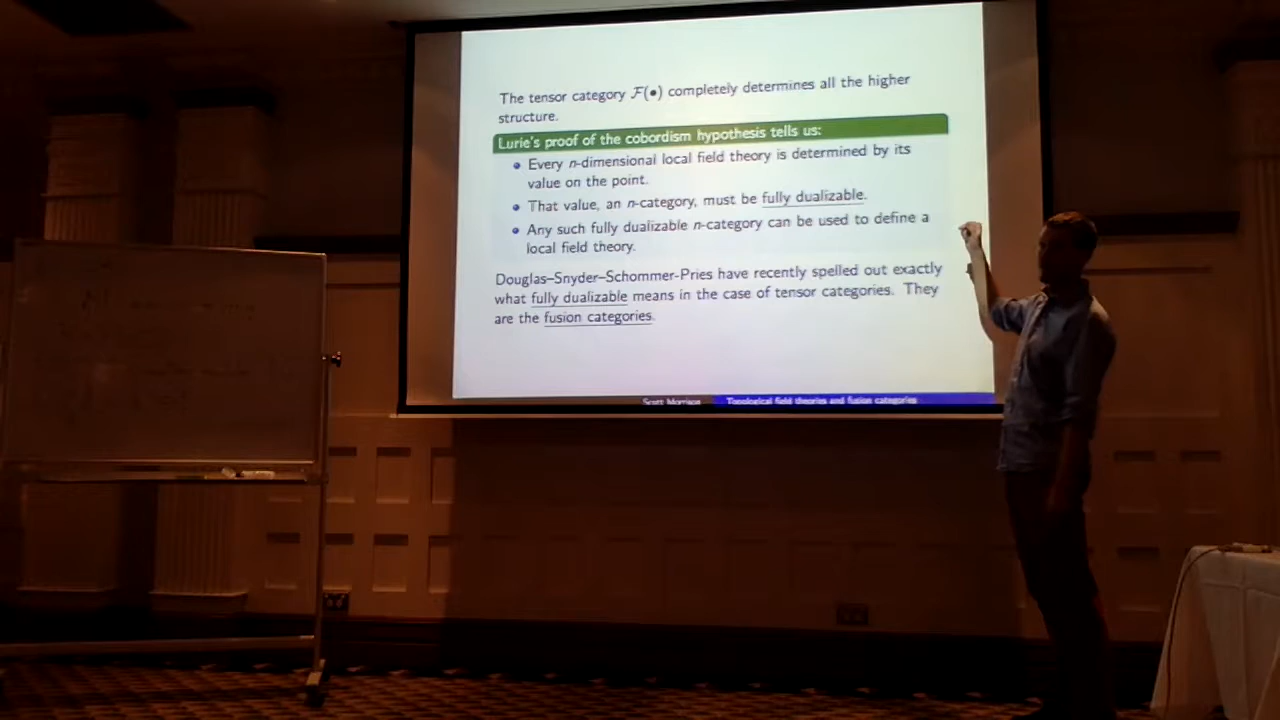 The tensor category F(•) completely determines all the higher
structure.
Lurie's proof of the cobordism hypothesis tells us:
• Every n-dimensional local field theory is determined by its
value on the point.
• That value, an n-category, must be fully dualizable.
• Any such fully dualizable n-category can be used to define a
local field theory.
Douglas–Snyder–Schommer-Pries have recently spelled out exactly
what fully dualizable means in the case of tensor categories. They
are the fusion categories.
Scott Morrison Topological field theories and fusion categories